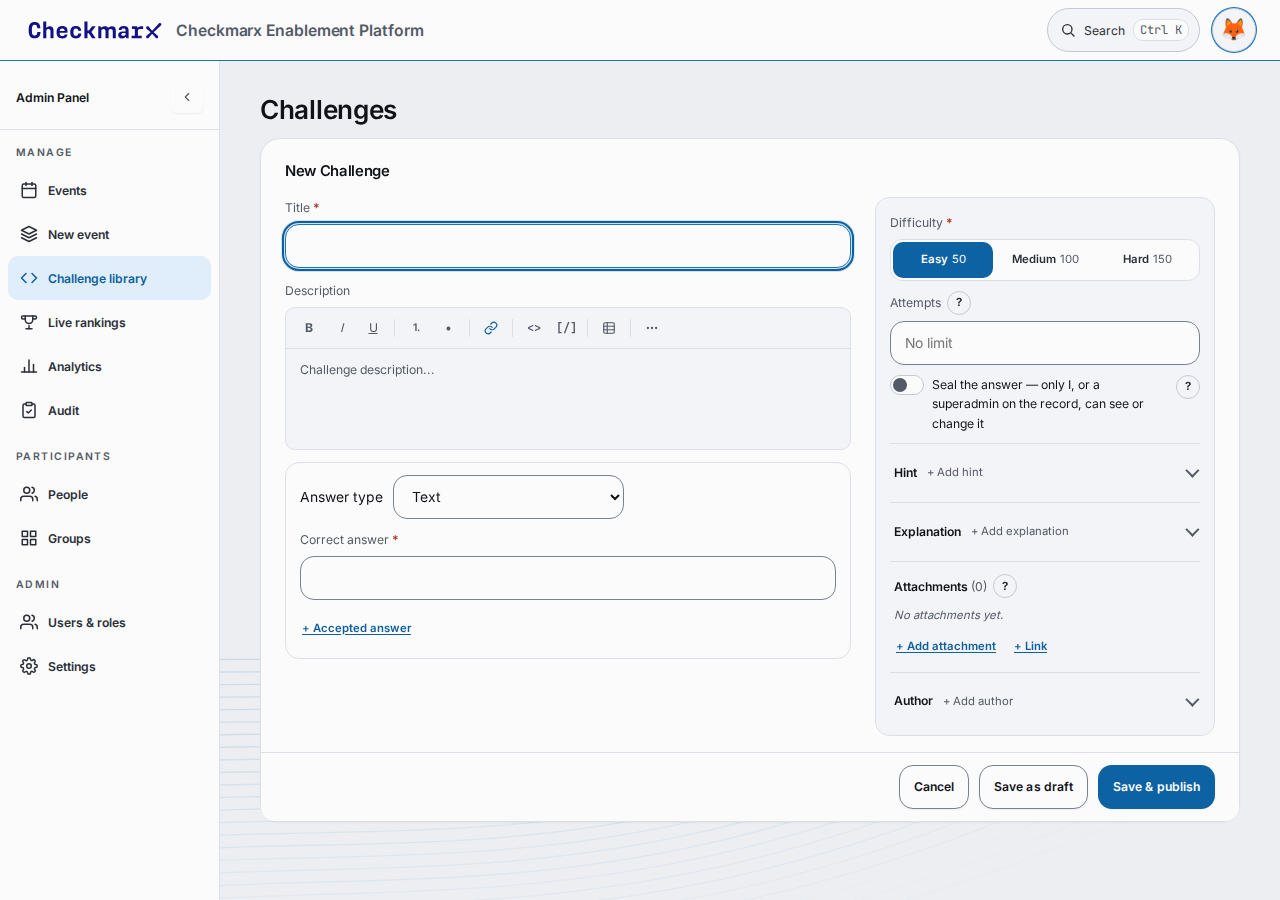 Checkmarx
Checkmarx Enablement Platform
Search
Ctrl K
Admin Panel
MANAGE
Events
New event
Challenge library
Live rankings
Analytics
Audit
PARTICIPANTS
People
Groups
ADMIN
Users & roles
Settings
Challenges
New Challenge
Title *
Description
B I U 1. • <> [/] ···
Challenge description...
Answer type Text
Correct answer *
+ Accepted answer
Difficulty *
Easy 50 Medium 100 Hard 150
Attempts ?
No limit
Seal the answer — only I, or a
superadmin on the record, can see or
change it
?
Hint + Add hint
Explanation + Add explanation
Attachments (0) ?
No attachments yet.
+ Add attachment + Link
Author + Add author
Cancel Save as draft Save & publish